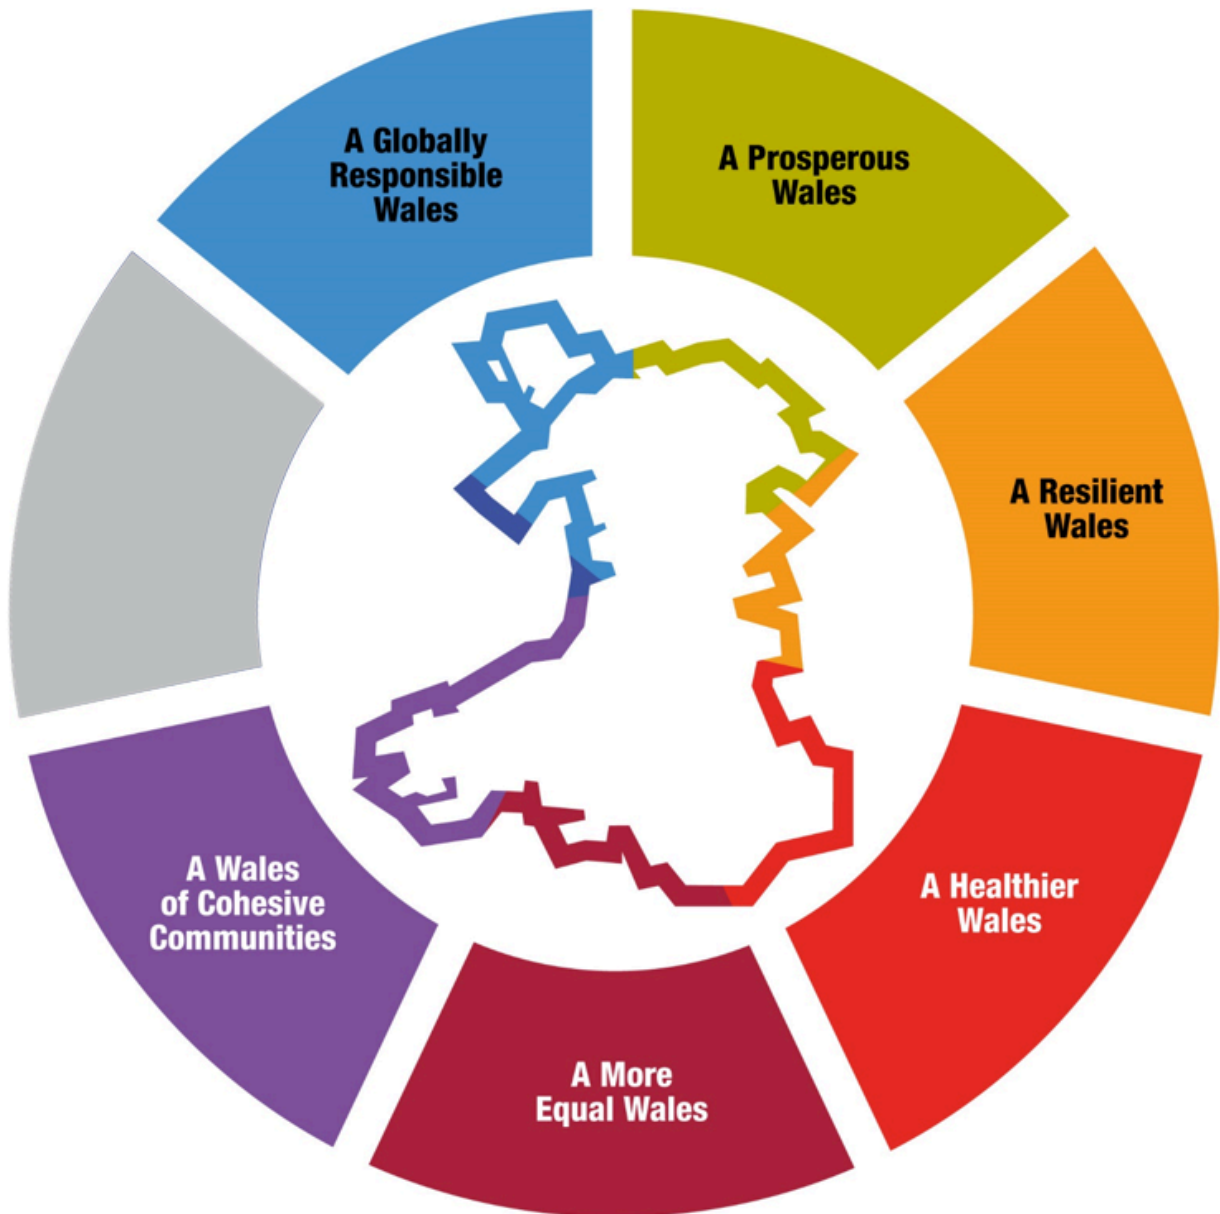 A Globally
Responsible
Wales
A Prosperous
Wales
A Resilient
Wales
A Healthier
Wales
A More
Equal Wales
A Wales
of Cohesive
Communities